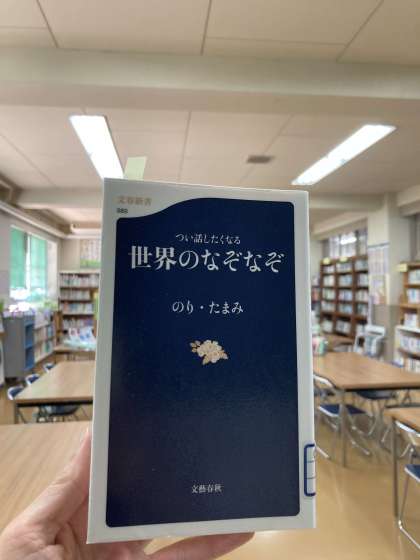 文春新書
つい話したくなる
世界のなぞなぞ
のり・たまみ
文藝春秋